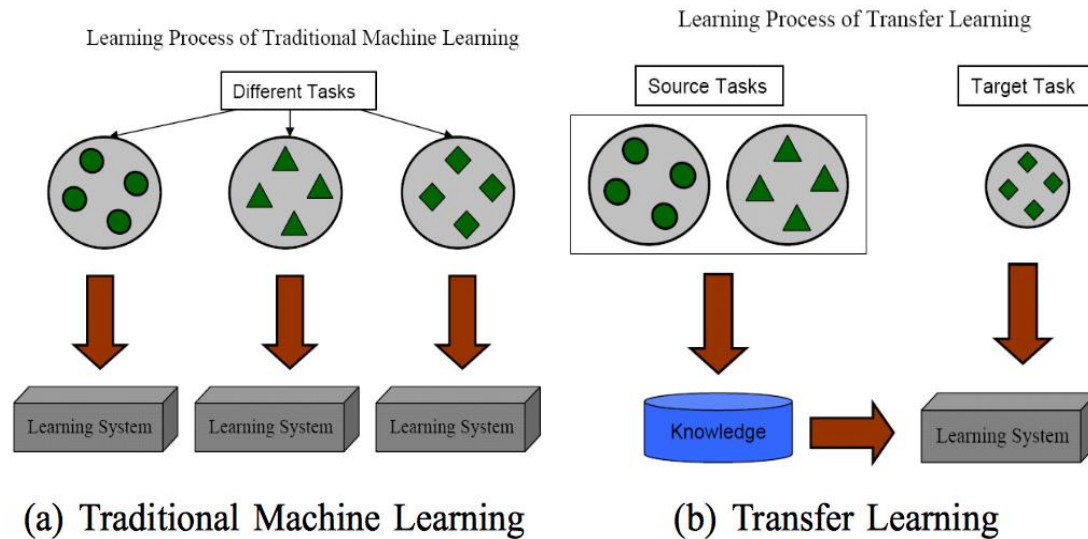 Learning Process of Traditional Machine Learning
Different Tasks
Learning System
Learning System
Learning System
(a) Traditional Machine Learning
Learning Process of Transfer Learning
Source Tasks
Target Task
Knowledge
Learning System
(b) Transfer Learning